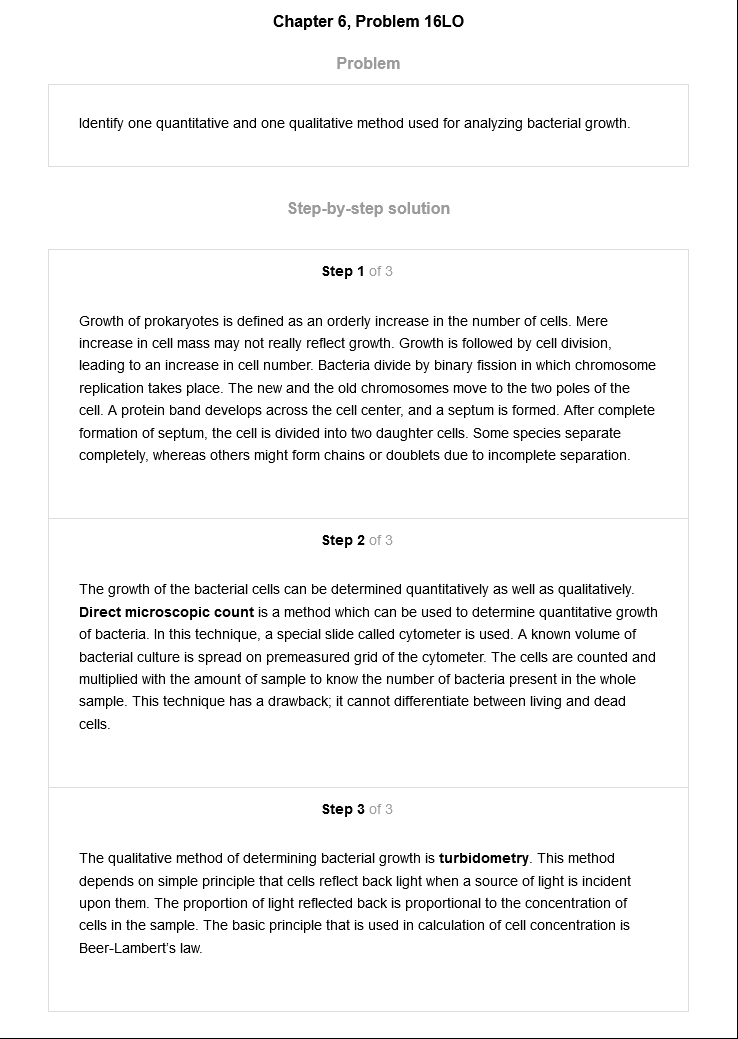 Chapter 6, Problem 16LO
Problem
Identify one quantitative and one qualitative method used for analyzing bacterial growth.
Step-by-step solution
Step 1 of 3
Growth of prokaryotes is defined as an orderly increase in the number of cells. Mere
increase in cell mass may not really reflect growth. Growth is followed by cell division,
leading to an increase in cell number. Bacteria divide by binary fission in which chromosome
replication takes place. The new and the old chromosomes move to the two poles of the
cell. A protein band develops across the cell center, and a septum is formed. After complete
formation of septum, the cell is divided into two daughter cells. Some species separate
completely, whereas others might form chains or doublets due to incomplete separation.
Step 2 of 3
The growth of the bacterial cells can be determined quantitatively as well as qualitatively.
Direct microscopic count is a method which can be used to determine quantitative growth
of bacteria. In this technique, a special slide called cytometer is used. A known volume of
bacterial culture is spread on premeasured grid of the cytometer. The cells are counted and
multiplied with the amount of sample to know the number of bacteria present in the whole
sample. This technique has a drawback; it cannot differentiate between living and dead
cells.
Step 3 of 3
The qualitative method of determining bacterial growth is turbidometry. This method
depends on simple principle that cells reflect back light when a source of light is incident
upon them. The proportion of light reflected back is proportional to the concentration of
cells in the sample. The basic principle that is used in calculation of cell concentration is
Beer-Lambert's law.